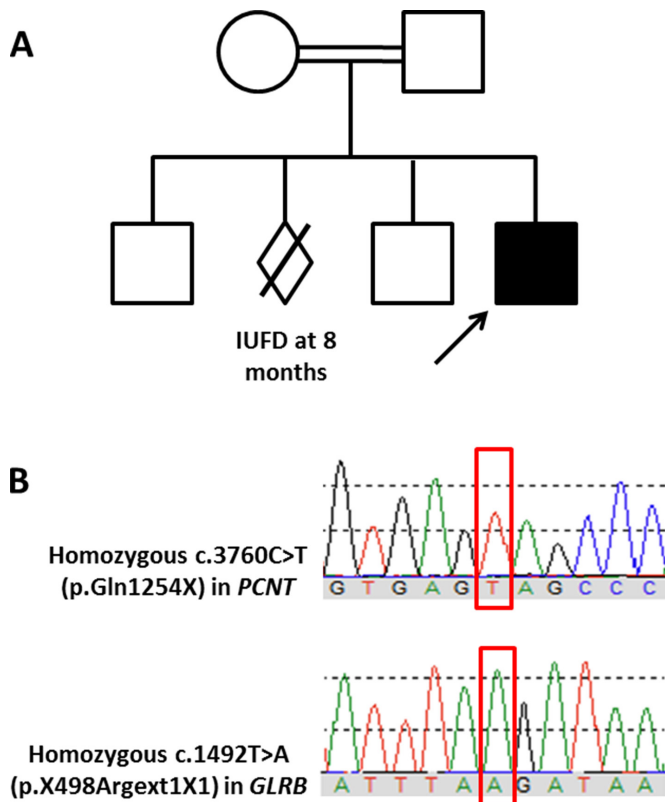 A
IUFD at 8
months
B
Homozygous c.3760C>T
(p.Gln1254X) in PCNT
G T G A G T A G C C C
Homozygous c.1492T>A
(p.X498Argext1X1) in GLRB
A T T T A A G A T A A